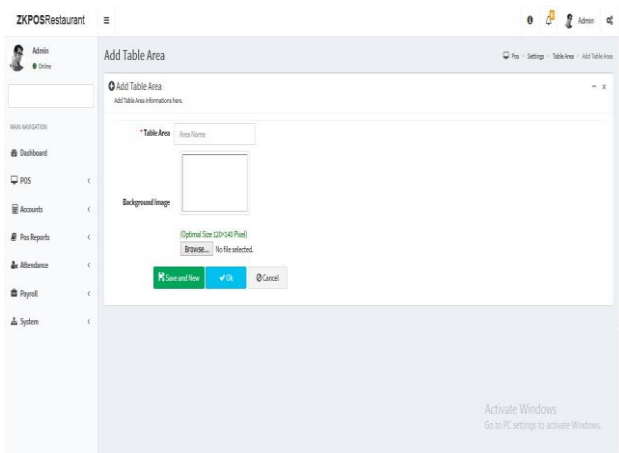 ZKPOSRestaurant
Admin
Admin
Online
MAIN NAVIGATION
Dashboard
POS
Accounts
Pos Reports
Attendance
Payroll
System
Add Table Area
Pos > Settings > Table Area > Add Table Area
Add Table Area
Add Table Area informations here.
* Table Area
Area Name
Background Image
(Optimal Size 120×140 Pixel)
Browse... No file selected.
Save and New
Ok
Cancel
Activate Windows
Go to PC settings to activate Windows.